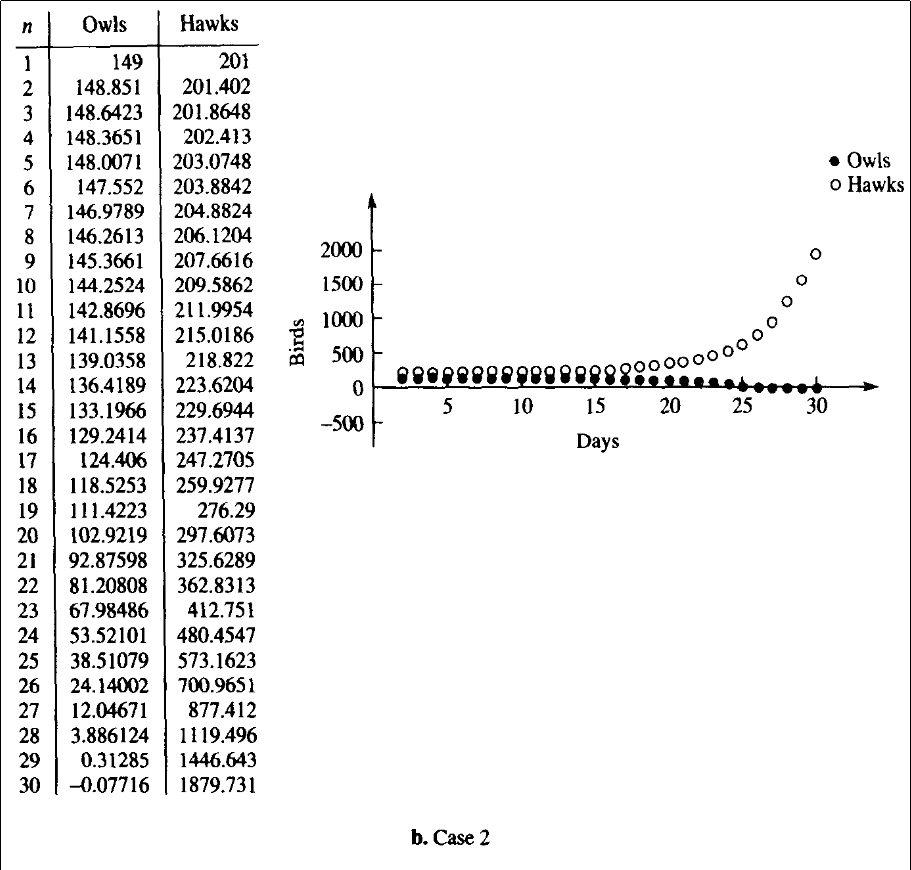 n Owls Hawks
1 149 201
2 148.851 201.402
3 148.6423 201.8648
4 148.3651 202.413
5 148.0071 203.0748
6 147.552 203.8842
7 146.9789 204.8824
8 146.2613 206.1204
9 145.3661 207.6616
10 144.2524 209.5862
11 142.8696 211.9954
12 141.1558 215.0186
13 139.0358 218.822
14 136.4189 223.6204
15 133.1966 229.6944
16 129.2414 237.4137
17 124.406 247.2705
18 118.5253 259.9277
19 111.4223 276.29
20 102.9219 297.6073
21 92.87598 325.6289
22 81.20808 362.8313
23 67.98486 412.751
24 53.52101 480.4547
25 38.51079 573.1623
26 24.14002 700.9651
27 12.04671 877.412
28 3.886124 1119.496
29 0.31285 1446.643
30 –0.07716 1879.731
Owls
Hawks
2000
1500
1000
500
0
–500
Birds
5 10 15 20 25 30
Days
b. Case 2